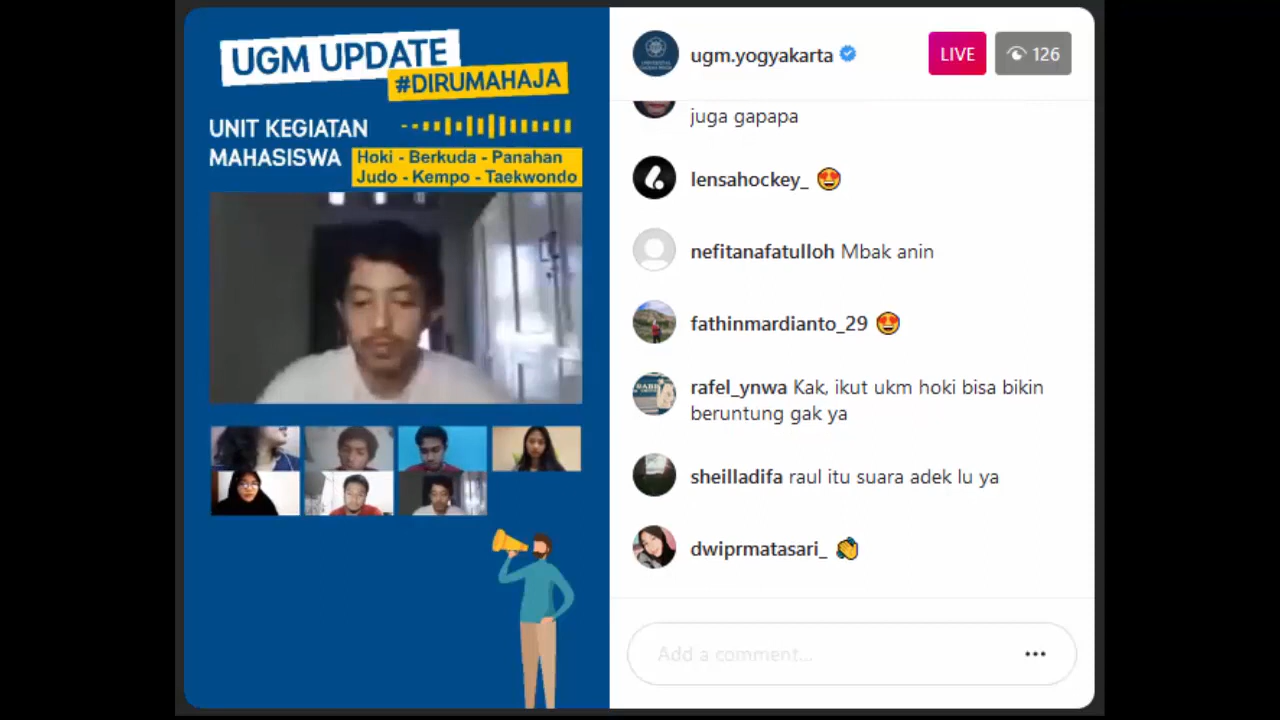 UGM UPDATE
#DIRUMAHAJA
UNIT KEGIATAN
MAHASISWA
Hoki - Berkuda - Panahan
Judo - Kempo - Taekwondo
ugm.yogyakarta
LIVE
126
juga gapapa
lensahockey_ 😍
nefitanafatulloh Mbak anin
fathinmardianto_29 😍
rafel_ynwa Kak, ikut ukm hoki bisa bikin
beruntung gak ya
sheilladifa raul itu suara adek lu ya
dwiprmatasari_ 👏
Add a comment...